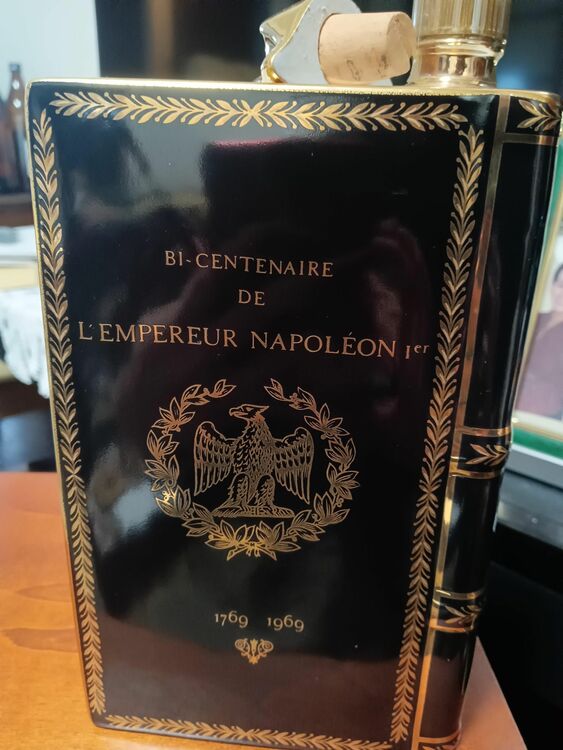 BI-CENTENAIRE
DE
L'EMPEREUR NAPOLÉON Ier
1769 1969